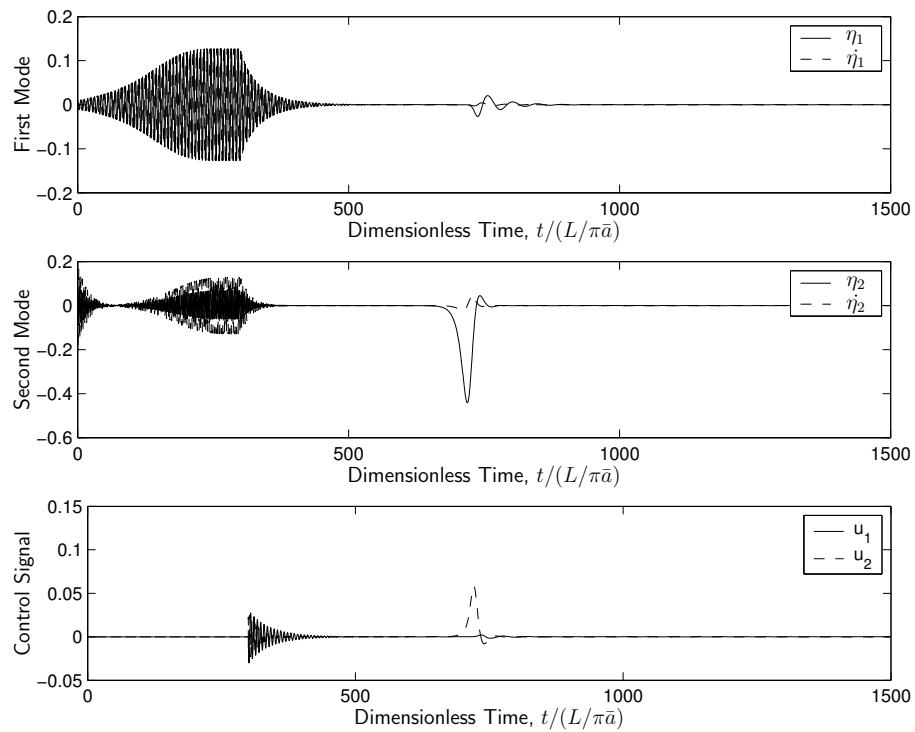 First Mode
0.2
0.1
0
−0.1
−0.2
η₁
η̇₁
0
500
1000
1500
Dimensionless Time, t/(L/πā)
Second Mode
0.2
0
−0.2
−0.4
−0.6
η₂
η̇₂
0
500
1000
1500
Dimensionless Time, t/(L/πā)
Control Signal
0.15
0.1
0.05
0
−0.05
u₁
u₂
0
500
1000
1500
Dimensionless Time, t/(L/πā)